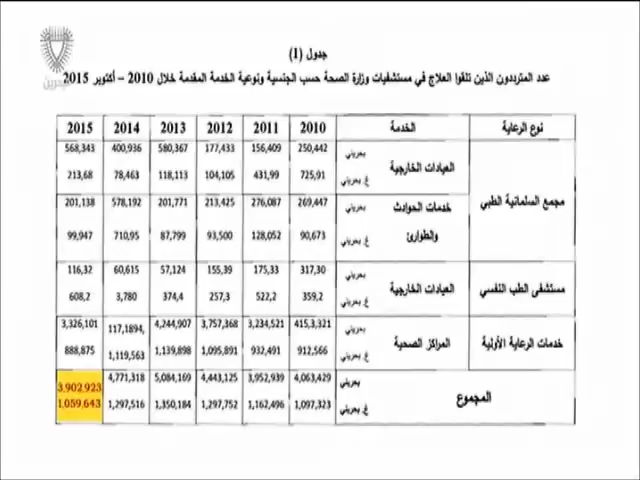 البحرين
جدول (1)
عدد المترددون الذين تلقوا العلاج في مستشفيات وزارة الصحة حسب الجنسية ونوعية الخدمة المقدمة خلال 2010 – أكتوبر 2015
نوع الرعاية الخدمة 2010 2011 2012 2013 2014 2015
مجمع السلمانية الطبي العيادات الخارجية بحريني 250,442 156,409 177,433 580,367 400,936 568,343
غ. بحريني 725,91 431,99 104,105 118,113 78,463 213,68
خدمات الحوادث والطوارئ بحريني 269,447 276,087 213,425 201,771 578,192 201,138
غ. بحريني 90,673 128,052 93,500 87,799 710,95 99,947
مستشفى الطب النفسي العيادات الخارجية بحريني 317,30 175,33 155,39 57,124 60,615 116,32
غ. بحريني 359,2 522,2 257,3 374,4 3,780 608,2
خدمات الرعاية الأولية المراكز الصحية بحريني 415,3,321 3,234,521 3,757,368 4,244,907 117,1894, 3,326,101
غ. بحريني 912,566 932,491 1,095,891 1,139,898 1,119,563 888,875
المجموع بحريني 4,063,429 3,952,939 4,443,125 5,084,169 4,771,318 3,902,923
غ. بحريني 1,097,323 1,162,496 1,297,752 1,350,184 1,297,516 1,059,643